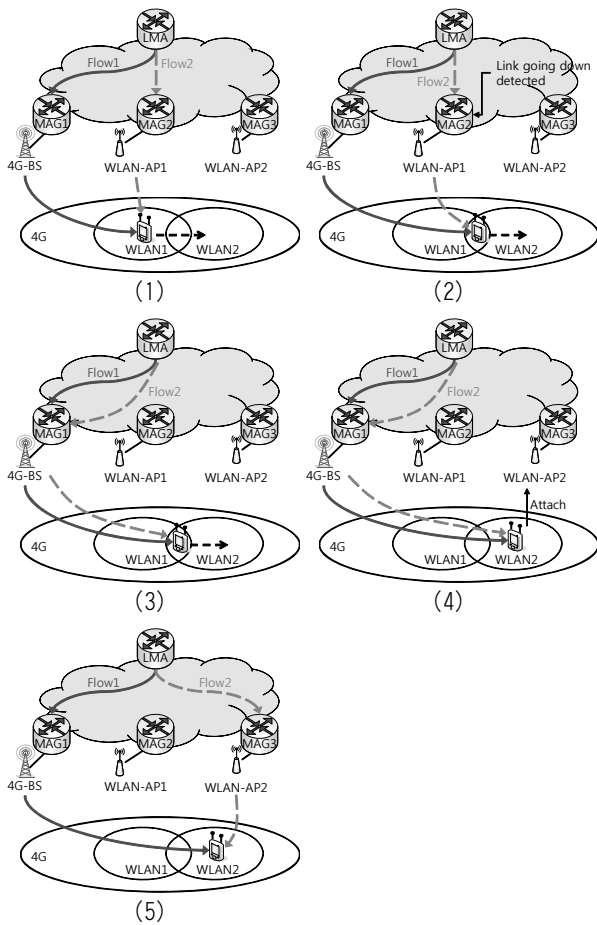 LMA
Flow1
Flow2
MAG1
MAG2
MAG3
4G-BS
WLAN-AP1
WLAN-AP2
4G
WLAN1
WLAN2
(1)
LMA
Link going down
detected
Flow1
Flow2
MAG1
MAG2
MAG3
4G-BS
WLAN-AP1
WLAN-AP2
4G
WLAN1
WLAN2
(2)
LMA
Flow1
Flow2
MAG1
MAG2
MAG3
4G-BS
WLAN-AP1
WLAN-AP2
4G
WLAN1
WLAN2
(3)
LMA
Flow1
Flow2
MAG1
MAG2
MAG3
4G-BS
WLAN-AP1
WLAN-AP2
Attach
4G
WLAN1
WLAN2
(4)
LMA
Flow1
Flow2
MAG1
MAG2
MAG3
4G-BS
WLAN-AP1
WLAN-AP2
4G
WLAN1
WLAN2
(5)